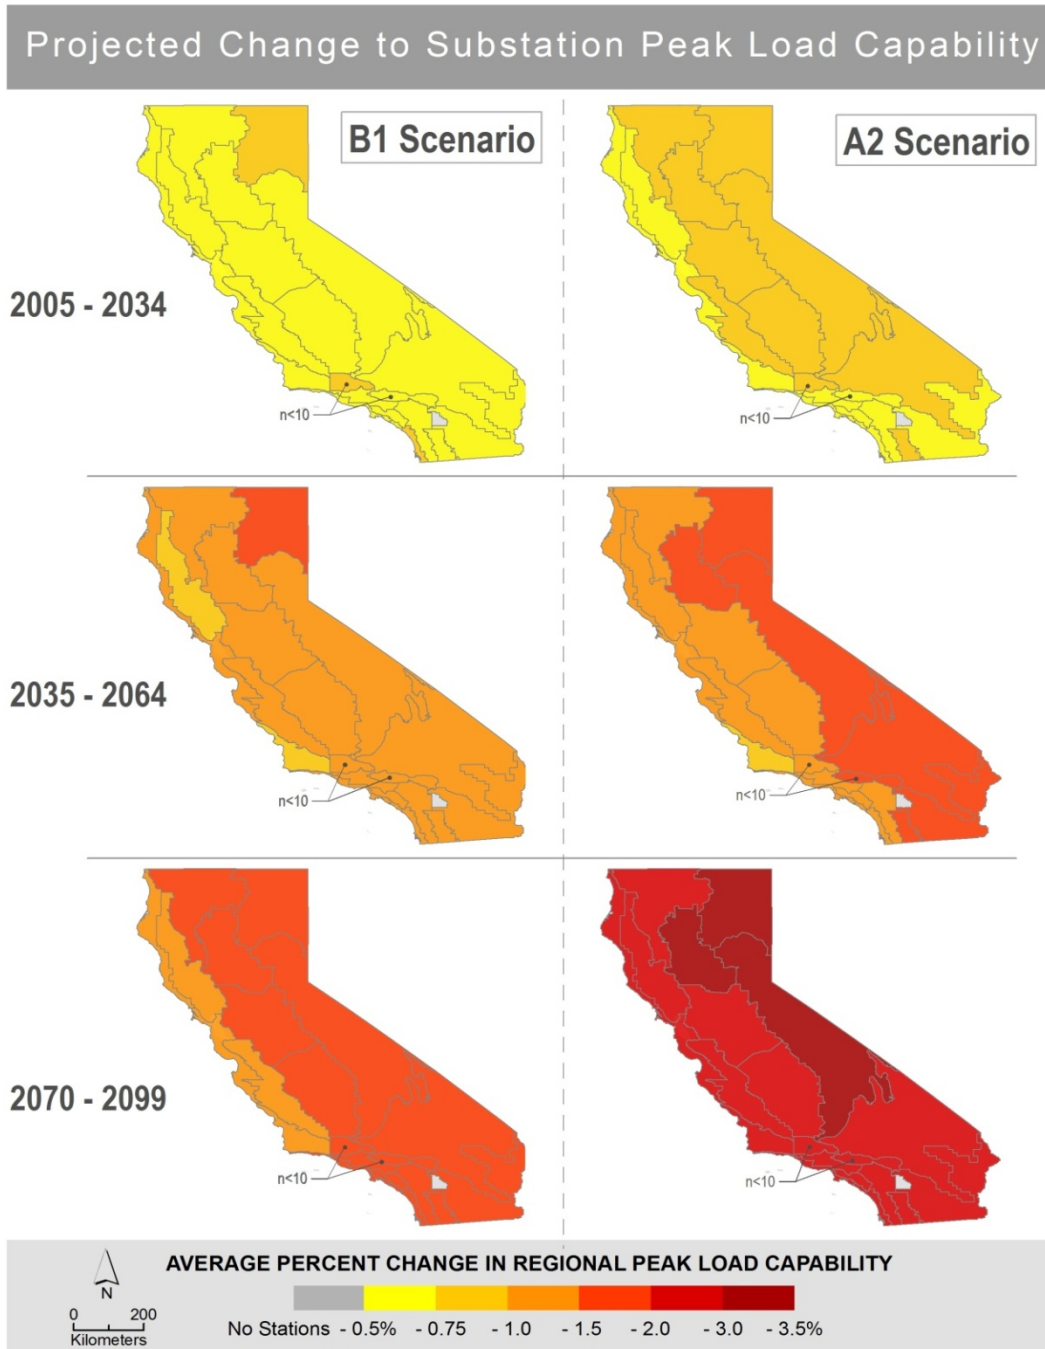 Projected Change to Substation Peak Load Capability
B1 Scenario
A2 Scenario
2005 - 2034
n<10
n<10
2035 - 2064
n<10
n<10
2070 - 2099
n<10
n<10
AVERAGE PERCENT CHANGE IN REGIONAL PEAK LOAD CAPABILITY
N
0 200
Kilometers
No Stations - 0.5% - 0.75 - 1.0 - 1.5 - 2.0 - 3.0 - 3.5%